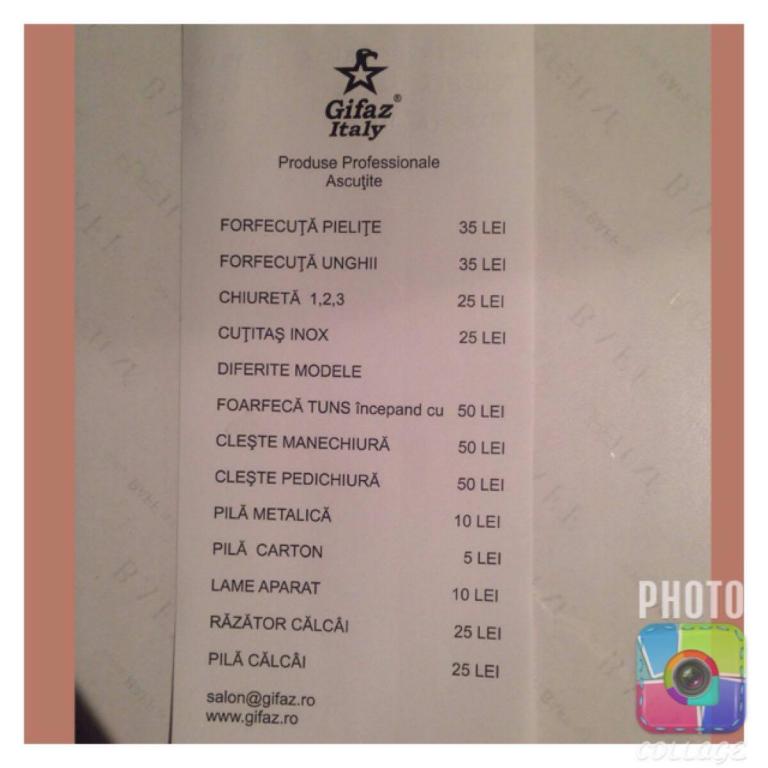 Gifaz®
Italy
Produse Professionale
Ascuţite
FORFECUŢĂ PIELIŢE 35 LEI
FORFECUŢĂ UNGHII 35 LEI
CHIURETĂ 1,2,3 25 LEI
CUŢITAŞ INOX 25 LEI
DIFERITE MODELE
FOARFECĂ TUNS începand cu 50 LEI
CLEŞTE MANECHIURĂ 50 LEI
CLEŞTE PEDICHIURĂ 50 LEI
PILĂ METALICĂ 10 LEI
PILĂ CARTON 5 LEI
LAME APARAT 10 LEI
RĂZĂTOR CĂLCÂI 25 LEI
PILĂ CĂLCÂI 25 LEI
salon@gifaz.ro
www.gifaz.ro
PHOTO
COLLAGE